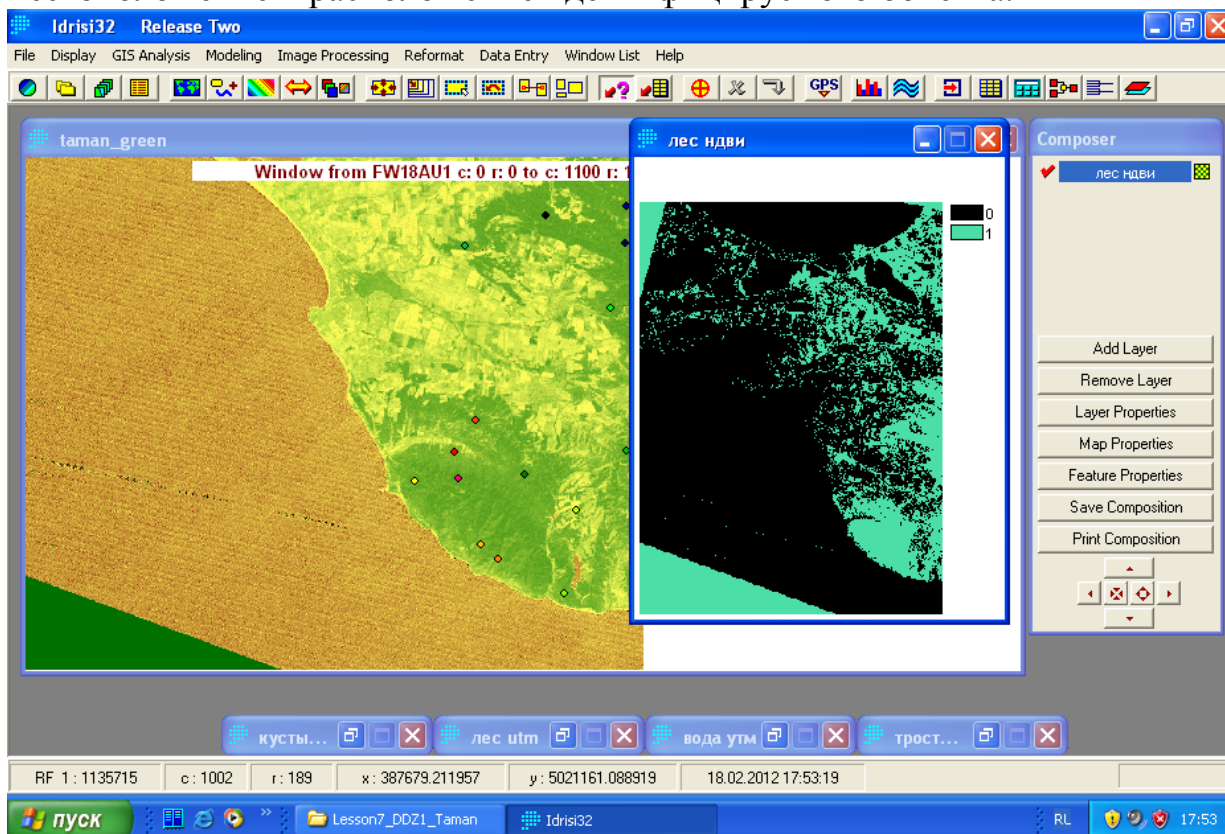 Idrisi32 Release Two
File Display GIS Analysis Modeling Image Processing Reformat Data Entry Window List Help
GPS
taman_green
лес ндви
Composer
Window from FW18AU1 c: 0 r: 0 to c: 1100 r: 1
лес ндви
0
1
Add Layer
Remove Layer
Layer Properties
Map Properties
Feature Properties
Save Composition
Print Composition
кусты...
лес utm
вода утм
трост...
RF 1 : 1135715
c : 1002
r : 189
x : 387679.211957
y : 5021161.088919
18.02.2012 17:53:19
пуск
Lesson7_DDZ1_Taman
Idrisi32
RL
17:53